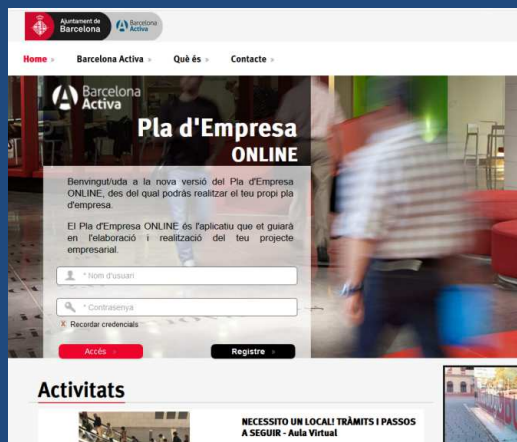 Ajuntament de
Barcelona
Barcelona
Activa
Home »
Barcelona Activa »
Què és »
Contacte »
Barcelona
Activa
Pla d'Empresa
ONLINE
Benvingut/uda a la nova versió del Pla d'Empresa
ONLINE, des del qual podràs realitzar el teu propi pla
d'empresa.
El Pla d'Empresa ONLINE és l'aplicatiu que et guiarà
en l'elaboració i realització del teu projecte
empresarial.
* Nom d'usuari
* Contrasenya
X Recordar credencials
Accés ›
Registre ›
Activitats
NECESSITO UN LOCAL! TRÀMITS I PASSOS
A SEGUIR - Aula Virtual